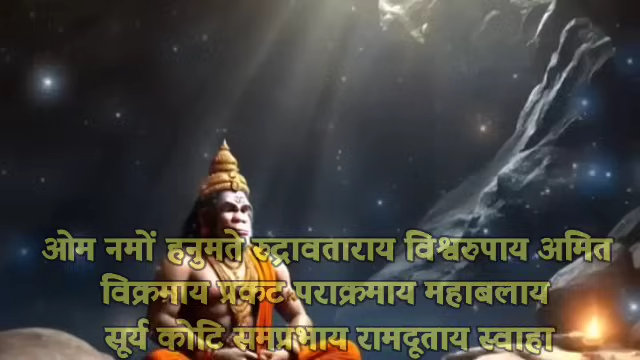 ओम नमों हनुमते रुद्रावताराय विश्वरुपाय अमित
विक्रमाय प्रकट पराक्रमाय महाबलाय
सूर्य कोटि समप्रभाय रामदूताय स्वाहा